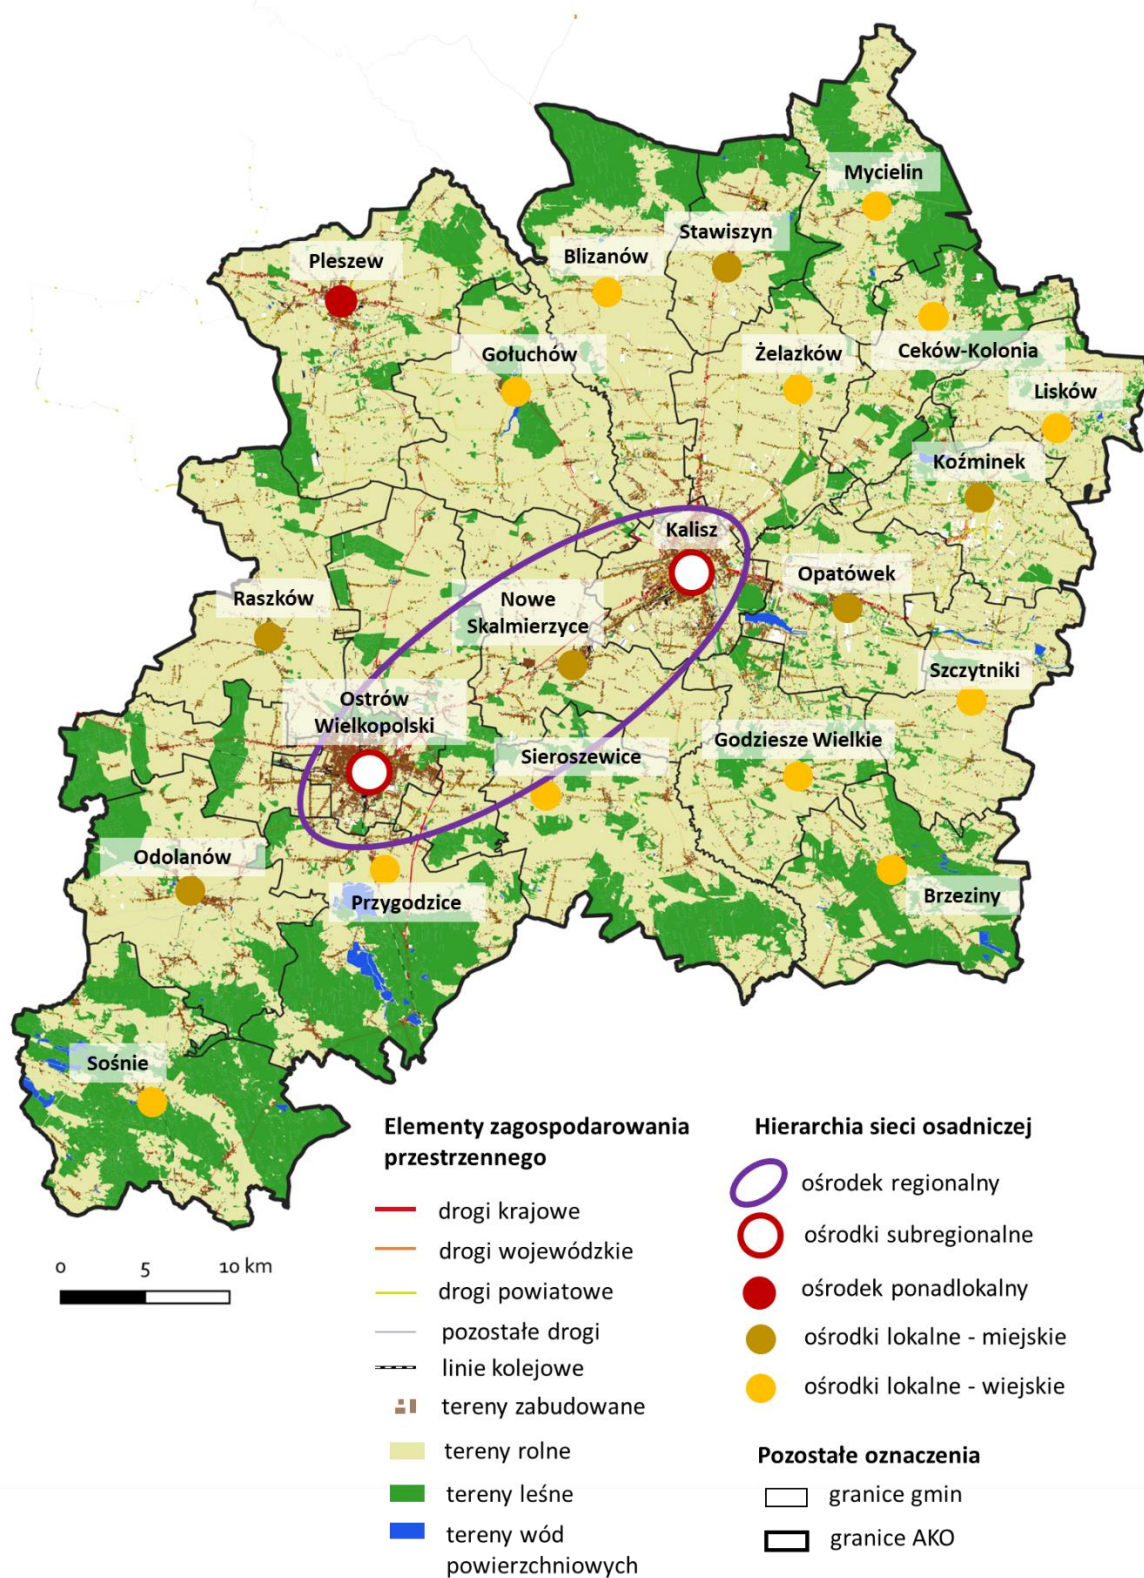 Mycielin
Stawiszyn
Pleszew
Blizanów
Gołuchów
Żelazków
Ceków-Kolonia
Lisków
Koźminek
Kalisz
Opatówek
Raszków
Nowe
Skalmierzyce
Szczytniki
Ostrów
Wielkopolski
Sieroszewice
Godziesze Wielkie
Odolanów
Przygodzice
Brzeziny
Sośnie
0 5 10 km
Elementy zagospodarowania
przestrzennego
drogi krajowe
drogi wojewódzkie
drogi powiatowe
pozostałe drogi
linie kolejowe
tereny zabudowane
tereny rolne
tereny leśne
tereny wód
powierzchniowych
Hierarchia sieci osadniczej
ośrodek regionalny
ośrodki subregionalne
ośrodek ponadlokalny
ośrodki lokalne - miejskie
ośrodki lokalne - wiejskie
Pozostałe oznaczenia
granice gmin
granice AKO